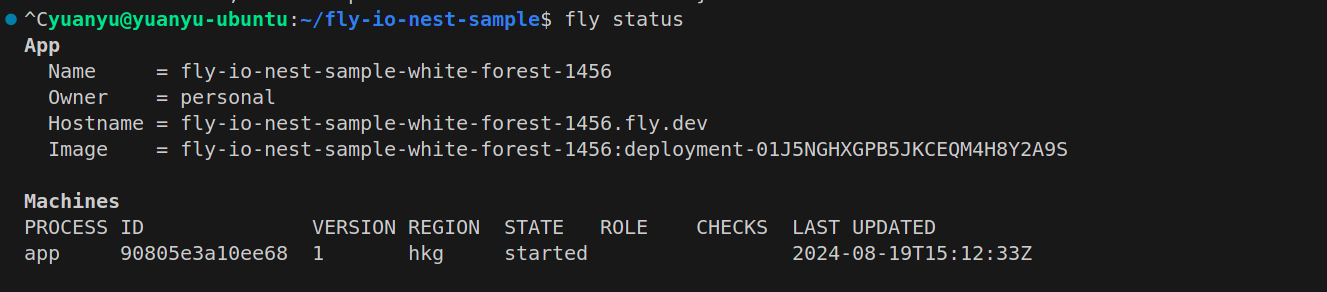 ^Cyuanyu@yuanyu-ubuntu:~/fly-io-nest-sample$ fly status
App
  Name     = fly-io-nest-sample-white-forest-1456
  Owner    = personal
  Hostname = fly-io-nest-sample-white-forest-1456.fly.dev
  Image    = fly-io-nest-sample-white-forest-1456:deployment-01J5NGHXGPB5JKCEQM4H8Y2A9S
Machines
PROCESS ID              VERSION REGION  STATE   ROLE    CHECKS  LAST UPDATED
app     90805e3a10ee68  1       hkg     started                 2024-08-19T15:12:33Z